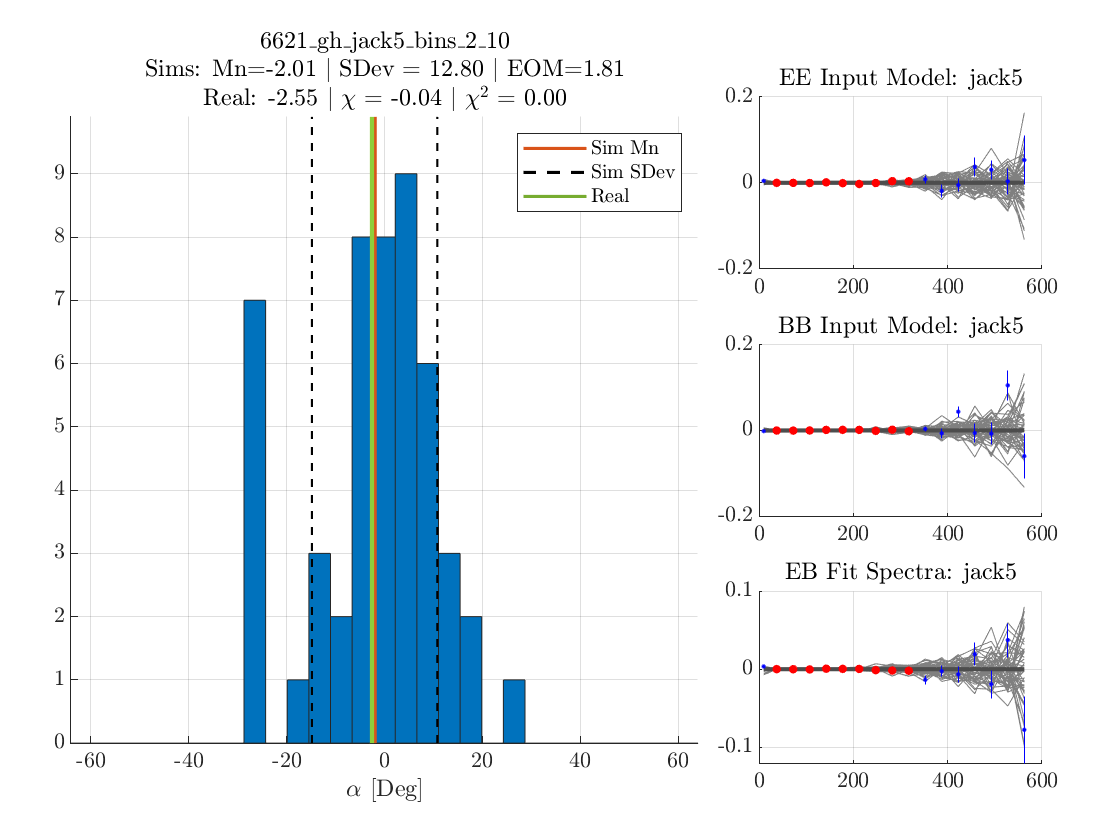 6621_gh_jack5_bins_2_10
Sims: Mn=-2.01 | SDev = 12.80 | EOM=1.81
Real: -2.55 | χ = -0.04 | χ² = 0.00
Sim Mn
Sim SDev
Real
9
8
7
6
5
4
3
2
1
0
-60 -40 -20 0 20 40 60
α [Deg]
EE Input Model: jack5
0.2
0
-0.2
0 200 400 600
BB Input Model: jack5
0.2
0
-0.2
0 200 400 600
EB Fit Spectra: jack5
0.1
0
-0.1
0 200 400 600